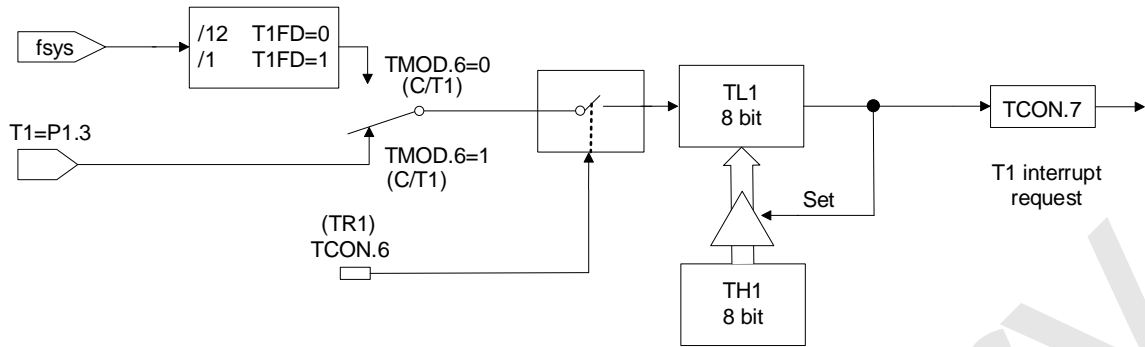 fsys
/12 T1FD=0
/1 T1FD=1
TMOD.6=0
(C/T1)
T1=P1.3
TMOD.6=1
(C/T1)
(TR1)
TCON.6
TL1
8 bit
Set
TH1
8 bit
TCON.7
T1 interrupt
request